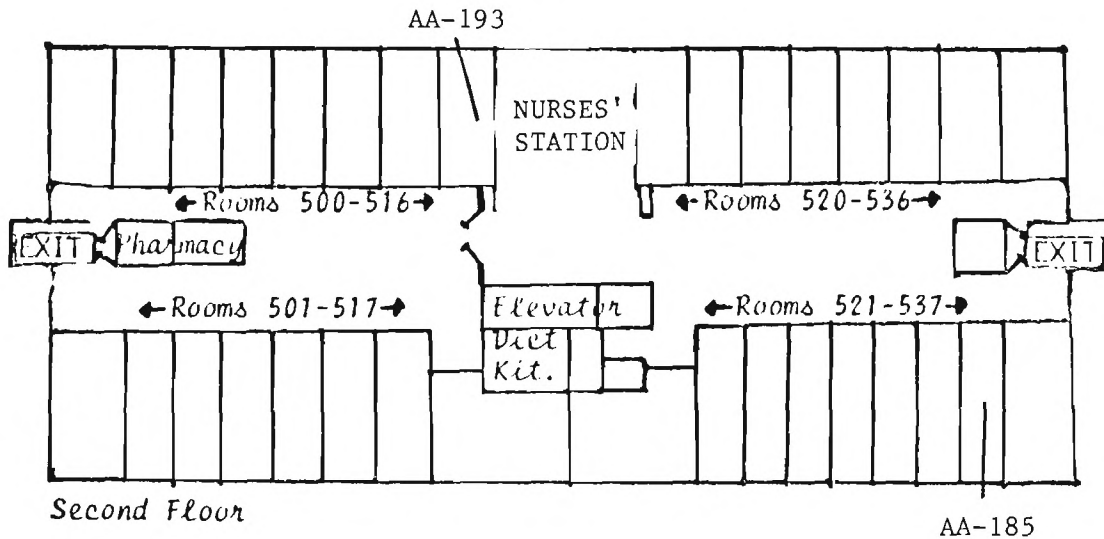 AA-193
NURSES'
STATION
Rooms 500-516
Rooms 520-536
EXIT
Pharmacy
EXIT
Rooms 501-517
Elevator
Rooms 521-537
Diet
Kit.
Second Floor
AA-185